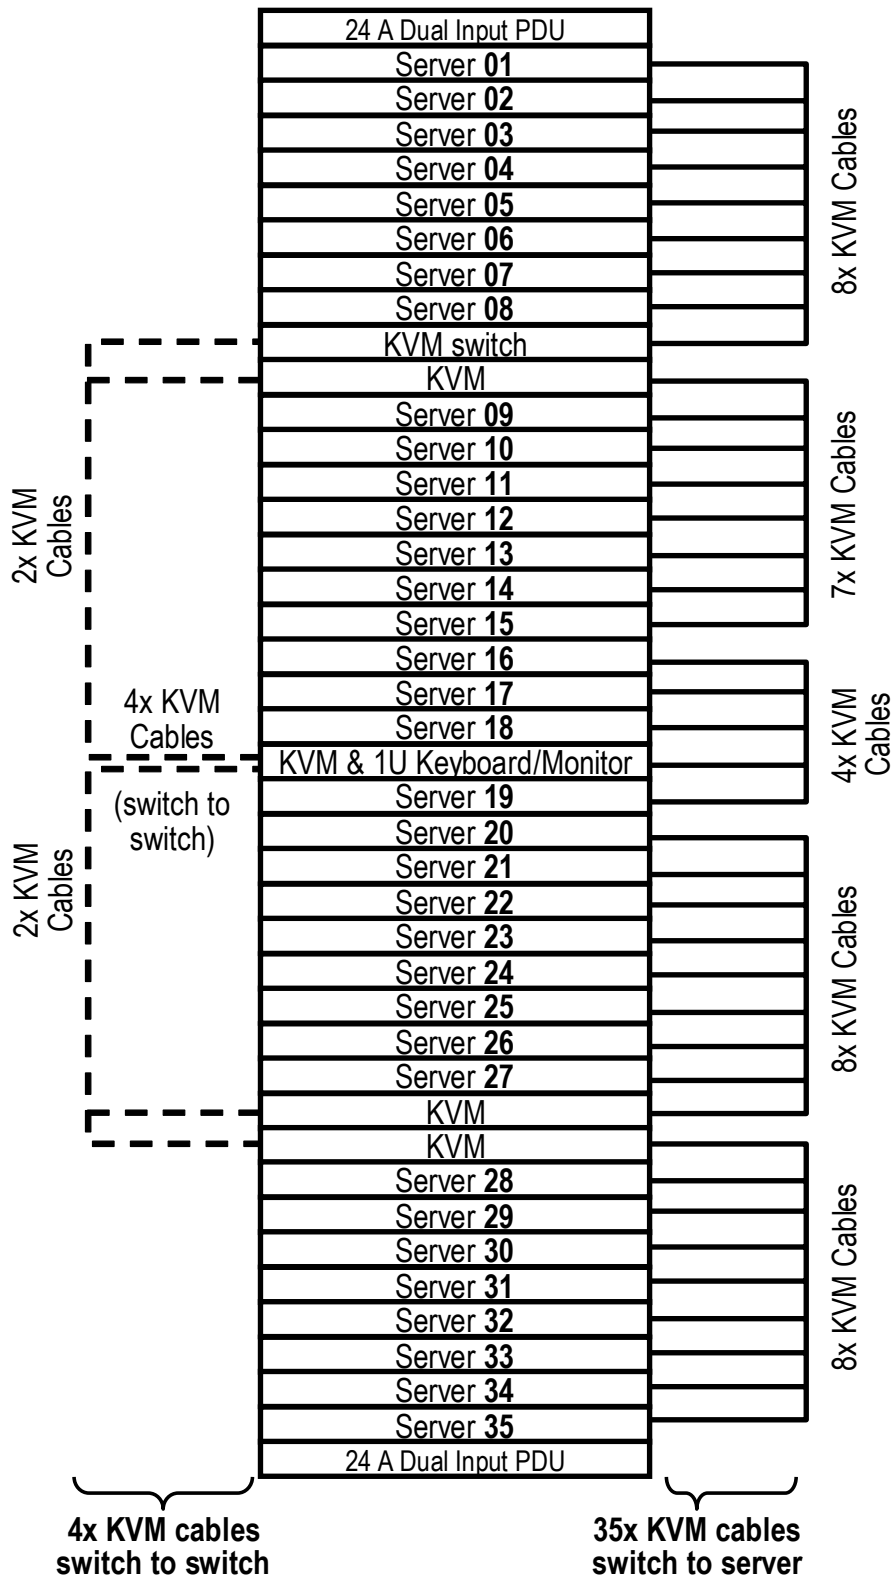 24 A Dual Input PDU
Server 01
Server 02
Server 03
Server 04
Server 05
Server 06
Server 07
Server 08
8x KVM Cables
KVM switch
KVM
Server 09
Server 10
Server 11
Server 12
Server 13
Server 14
Server 15
7x KVM Cables
2x KVM
Cables
Server 16
Server 17
Server 18
4x KVM
Cables
KVM & 1U Keyboard/Monitor
4x KVM
Cables
(switch to
switch)
Server 19
Server 20
Server 21
Server 22
Server 23
Server 24
Server 25
Server 26
Server 27
8x KVM Cables
2x KVM
Cables
KVM
KVM
Server 28
Server 29
Server 30
Server 31
Server 32
Server 33
Server 34
Server 35
8x KVM Cables
24 A Dual Input PDU
4x KVM cables
switch to switch
35x KVM cables
switch to server